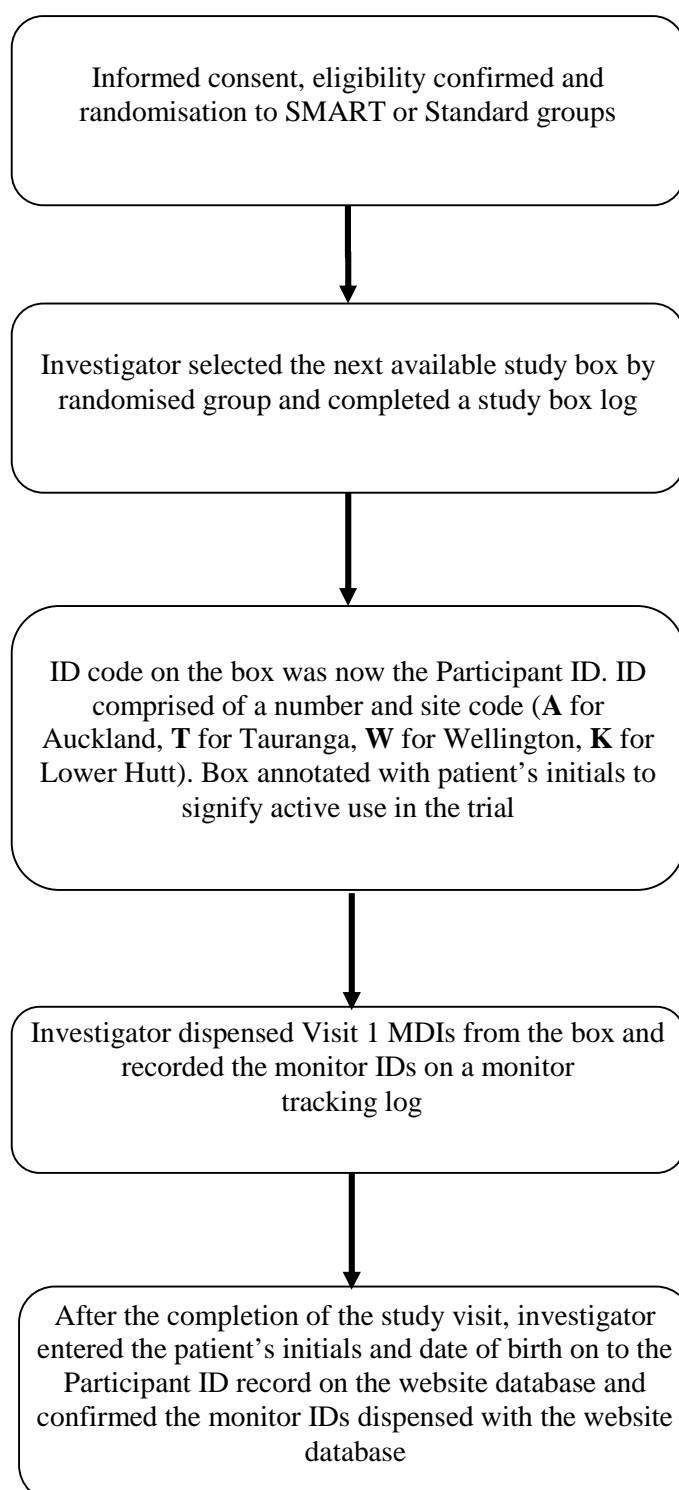 Informed consent, eligibility confirmed and
randomisation to SMART or Standard groups
Investigator selected the next available study box by
randomised group and completed a study box log
ID code on the box was now the Participant ID. ID
comprised of a number and site code (A for
Auckland, T for Tauranga, W for Wellington, K for
Lower Hutt). Box annotated with patient’s initials to
signify active use in the trial
Investigator dispensed Visit 1 MDIs from the box and
recorded the monitor IDs on a monitor
tracking log
After the completion of the study visit, investigator
entered the patient’s initials and date of birth on to the
Participant ID record on the website database and
confirmed the monitor IDs dispensed with the website
database